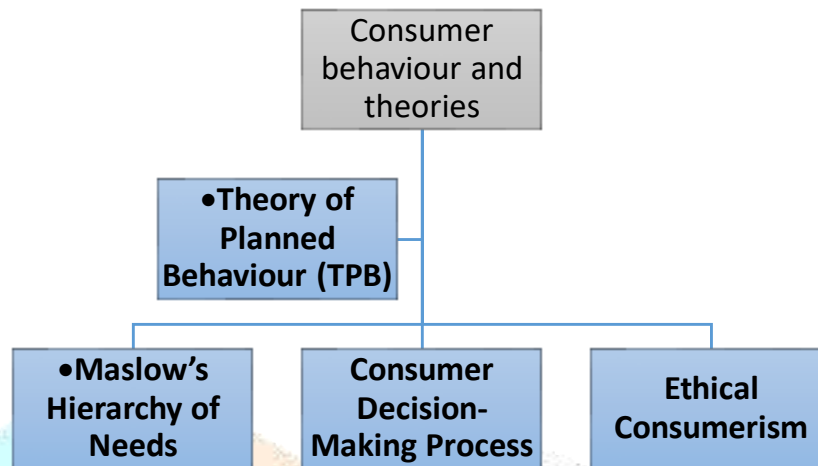 Consumer
behaviour and
theories
•Theory of
Planned
Behaviour (TPB)
•Maslow's
Hierarchy of
Needs
Consumer
Decision-
Making Process
Ethical
Consumerism